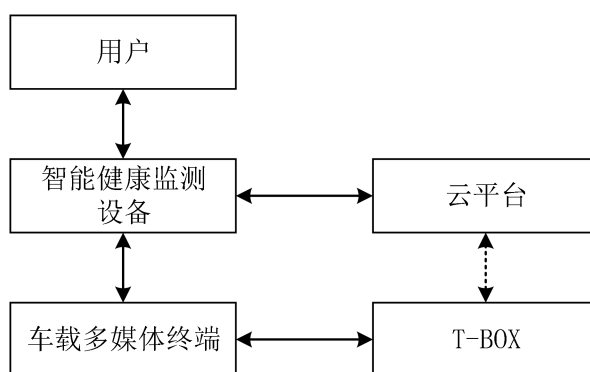 用户
智能健康监测
设备
云平台
车载多媒体终端
T-BOX